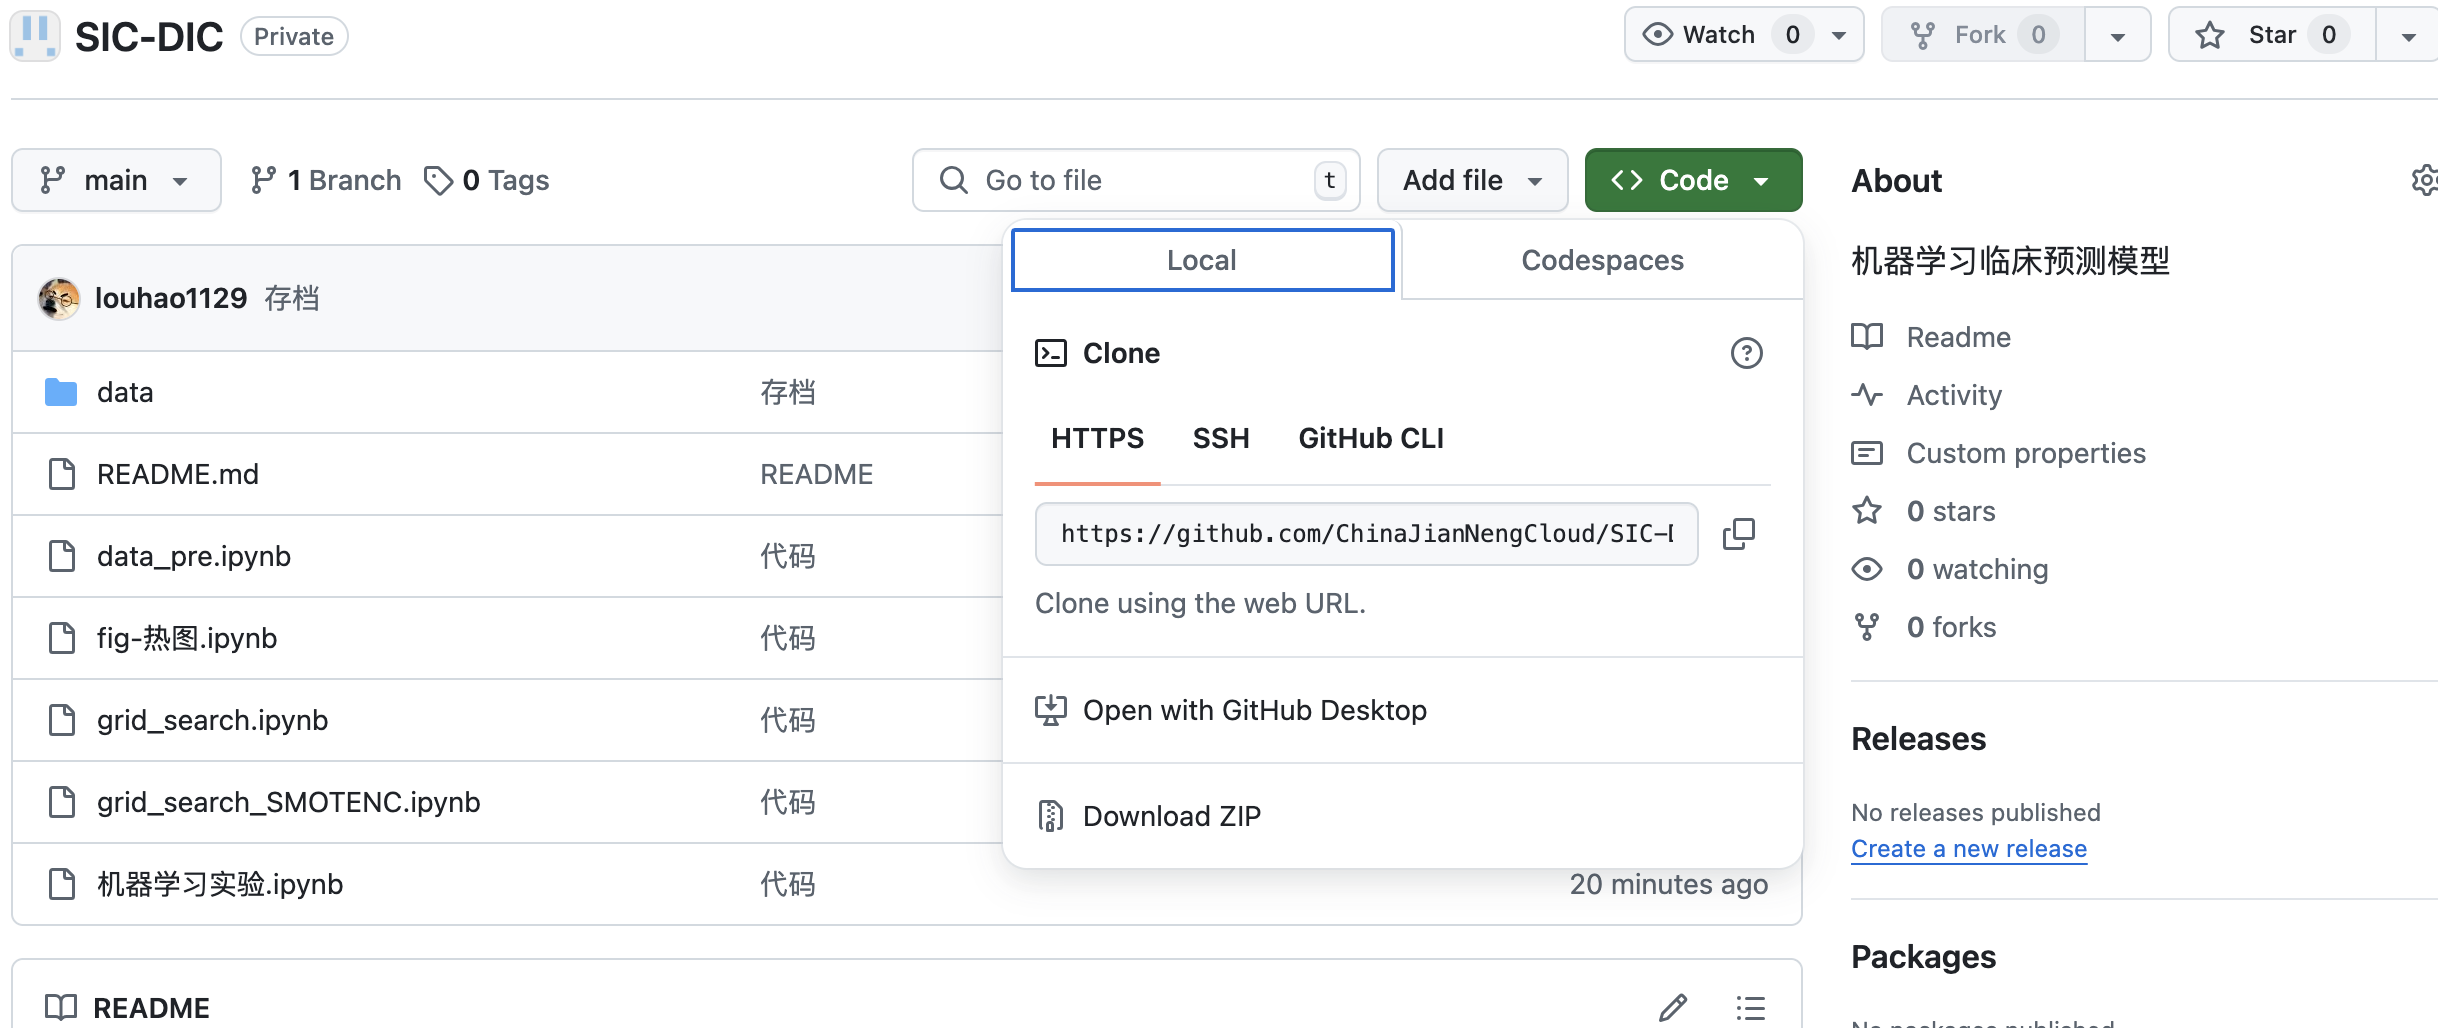 SIC-DIC Private Watch 0 Fork 0 Star 0
main 1 Branch 0 Tags Go to file t Add file Code
louhao1129 存档
data 存档
README.md README
data_pre.ipynb 代码
fig-热图.ipynb 代码
grid_search.ipynb 代码
grid_search_SMOTENC.ipynb 代码
机器学习实验.ipynb 代码 20 minutes ago
README
Local Codespaces
Clone
HTTPS SSH GitHub CLI
https://github.com/ChinaJianNengCloud/SIC-
Clone using the web URL.
Open with GitHub Desktop
Download ZIP
About
机器学习临床预测模型
Readme
Activity
Custom properties
0 stars
0 watching
0 forks
Releases
No releases published
Create a new release
Packages
No packages published